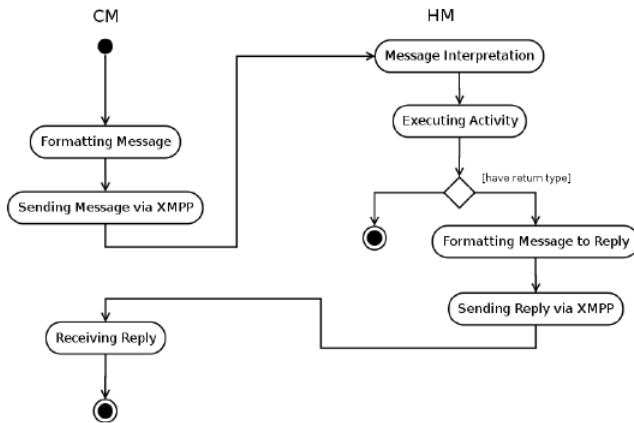 CM
HM
Message Interpretation
Executing Activity
Formatting Message
[have return type]
Sending Message via XMPP
Formatting Message to Reply
Sending Reply via XMPP
Receiving Reply